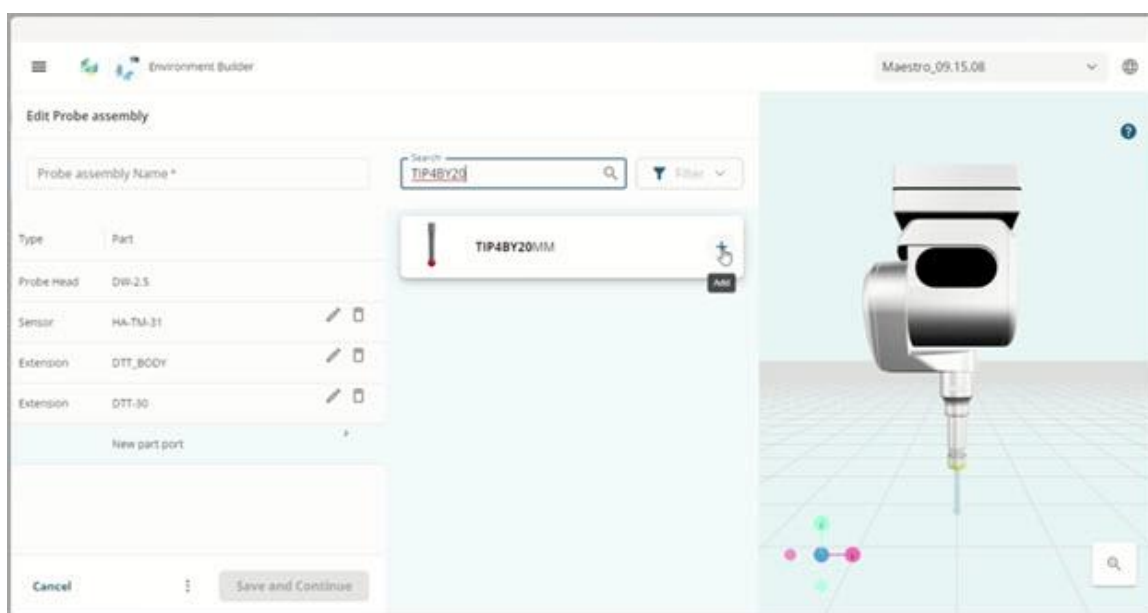 Environment Builder
Maestro_09.15.08
Edit Probe assembly
?
Probe assembly Name *
Search
TIP4BY20
Filter
Type Part
TIP4BY20MM
Add
Probe Head DW-2.5
Sensor HA-TM-31
Extension DTT_BODY
Extension DTT-30
New part port
Cancel
Save and Continue